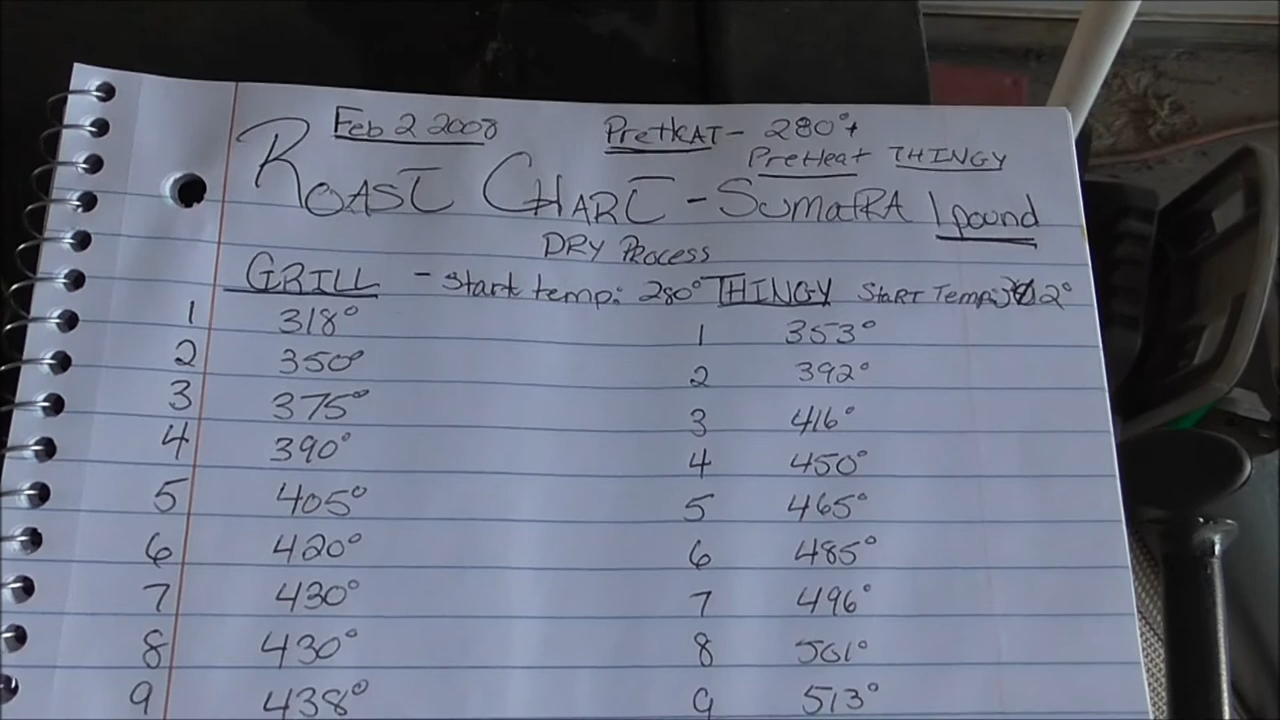 Feb 2 2008 PreHEAT- 280°+
PreHeat THINGY
ROAST CHART - SumatRA 1 pound
DRY Process
GRILL - Start temp: 280° THINGY StaRT Temp:
1 318° 1 353°
2 350° 2 392°
3 375° 3 416°
4 390° 4 450°
5 405° 5 465°
6 420° 6 485°
7 430° 7 496°
8 430° 8 501°
9 438° 9 513°